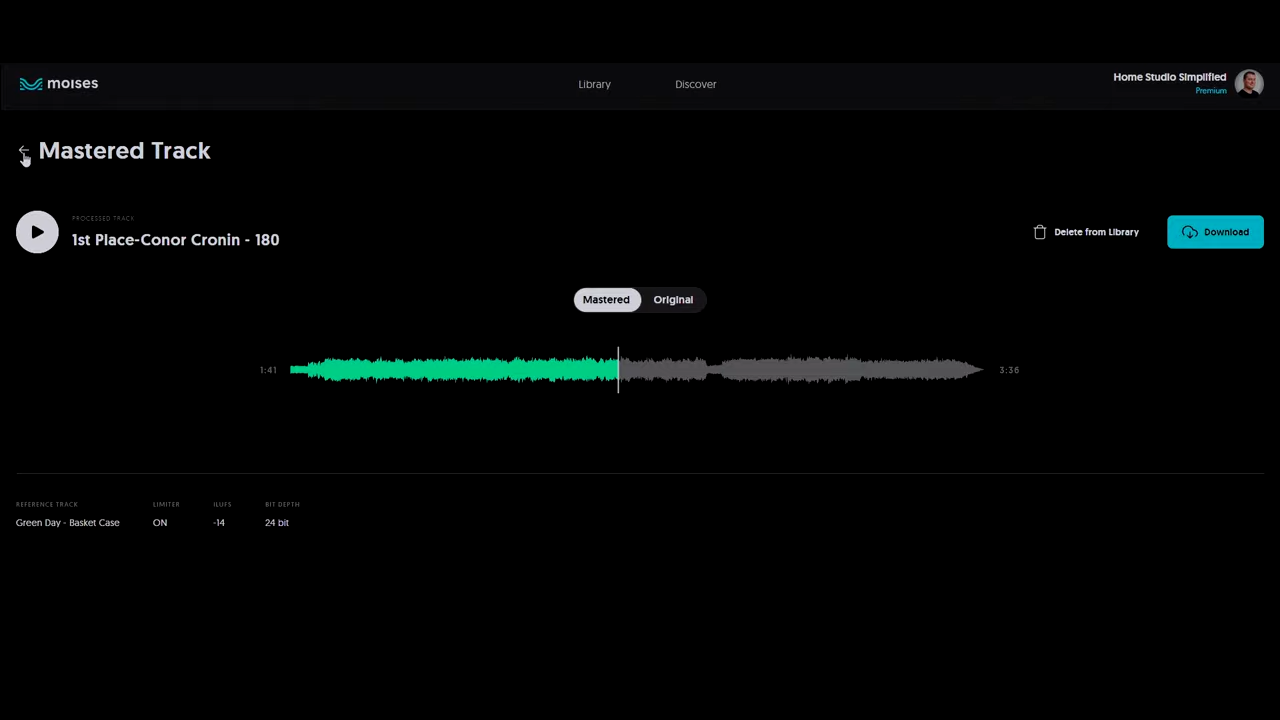 moises
Library
Discover
Home Studio Simplified
Premium
Mastered Track
PROCESSED TRACK
1st Place-Conor Cronin - 180
Delete from Library
Download
Mastered
Original
1:41
3:36
REFERENCE TRACK
LIMITER
ILUFS
BIT DEPTH
Green Day - Basket Case
ON
-14
24 bit